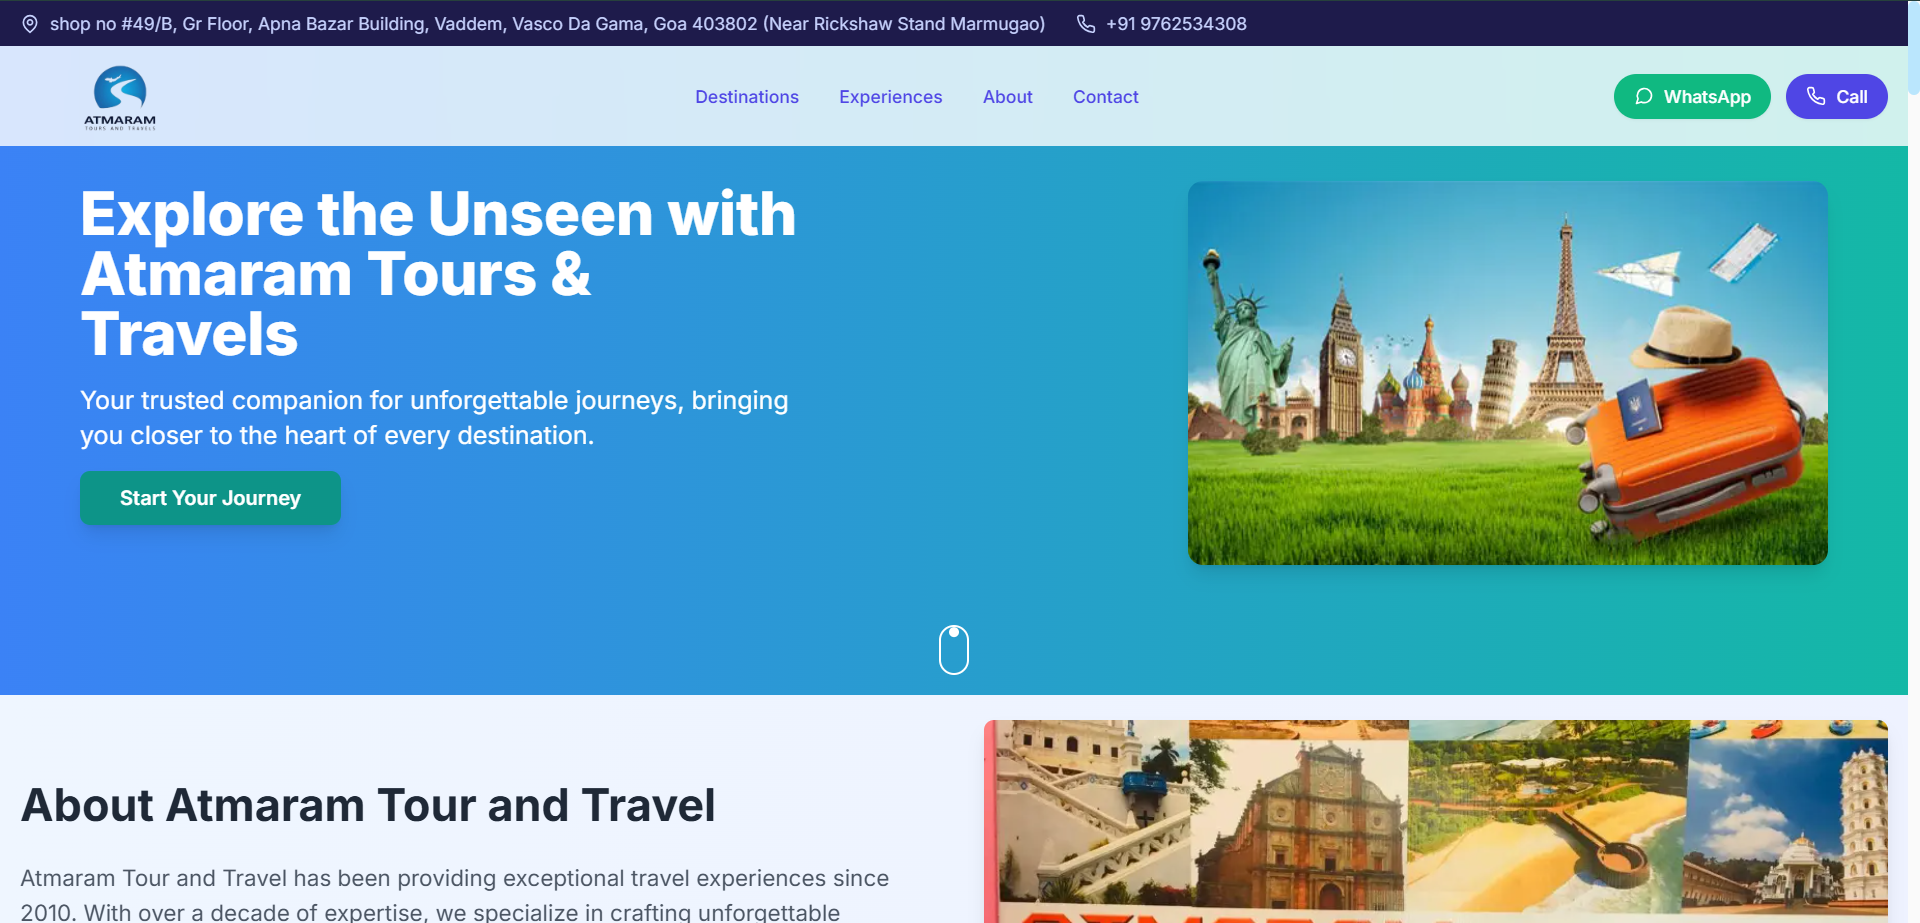 shop no #49/B, Gr Floor, Apna Bazar Building, Vaddem, Vasco Da Gama, Goa 403802 (Near Rickshaw Stand Marmugao)
+91 9762534308
ATMARAM
TOURS AND TRAVELS
Destinations
Experiences
About
Contact
WhatsApp
Call
Explore the Unseen with
Atmaram Tours &
Travels
Your trusted companion for unforgettable journeys, bringing
you closer to the heart of every destination.
Start Your Journey
About Atmaram Tour and Travel
Atmaram Tour and Travel has been providing exceptional travel experiences since
2010. With over a decade of expertise, we specialize in crafting unforgettable